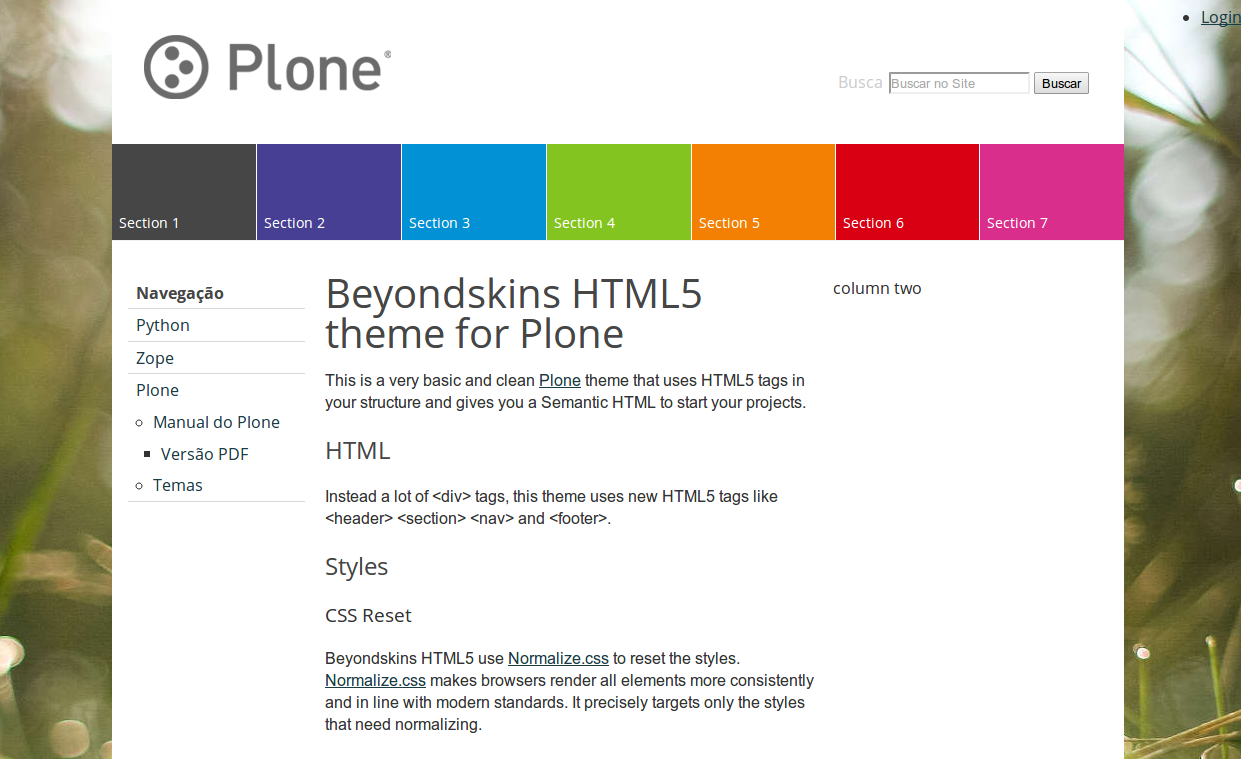 Login
Plone®
Busca Buscar no Site Buscar
Section 1 Section 2 Section 3 Section 4 Section 5 Section 6 Section 7
Navegação
Python
Zope
Plone
Manual do Plone
Versão PDF
Temas
Beyondskins HTML5
theme for Plone
This is a very basic and clean Plone theme that uses HTML5 tags in
your structure and gives you a Semantic HTML to start your projects.
HTML
Instead a lot of <div> tags, this theme uses new HTML5 tags like
<header> <section> <nav> and <footer>.
Styles
CSS Reset
Beyondskins HTML5 use Normalize.css to reset the styles.
Normalize.css makes browsers render all elements more consistently
and in line with modern standards. It precisely targets only the styles
that need normalizing.
column two